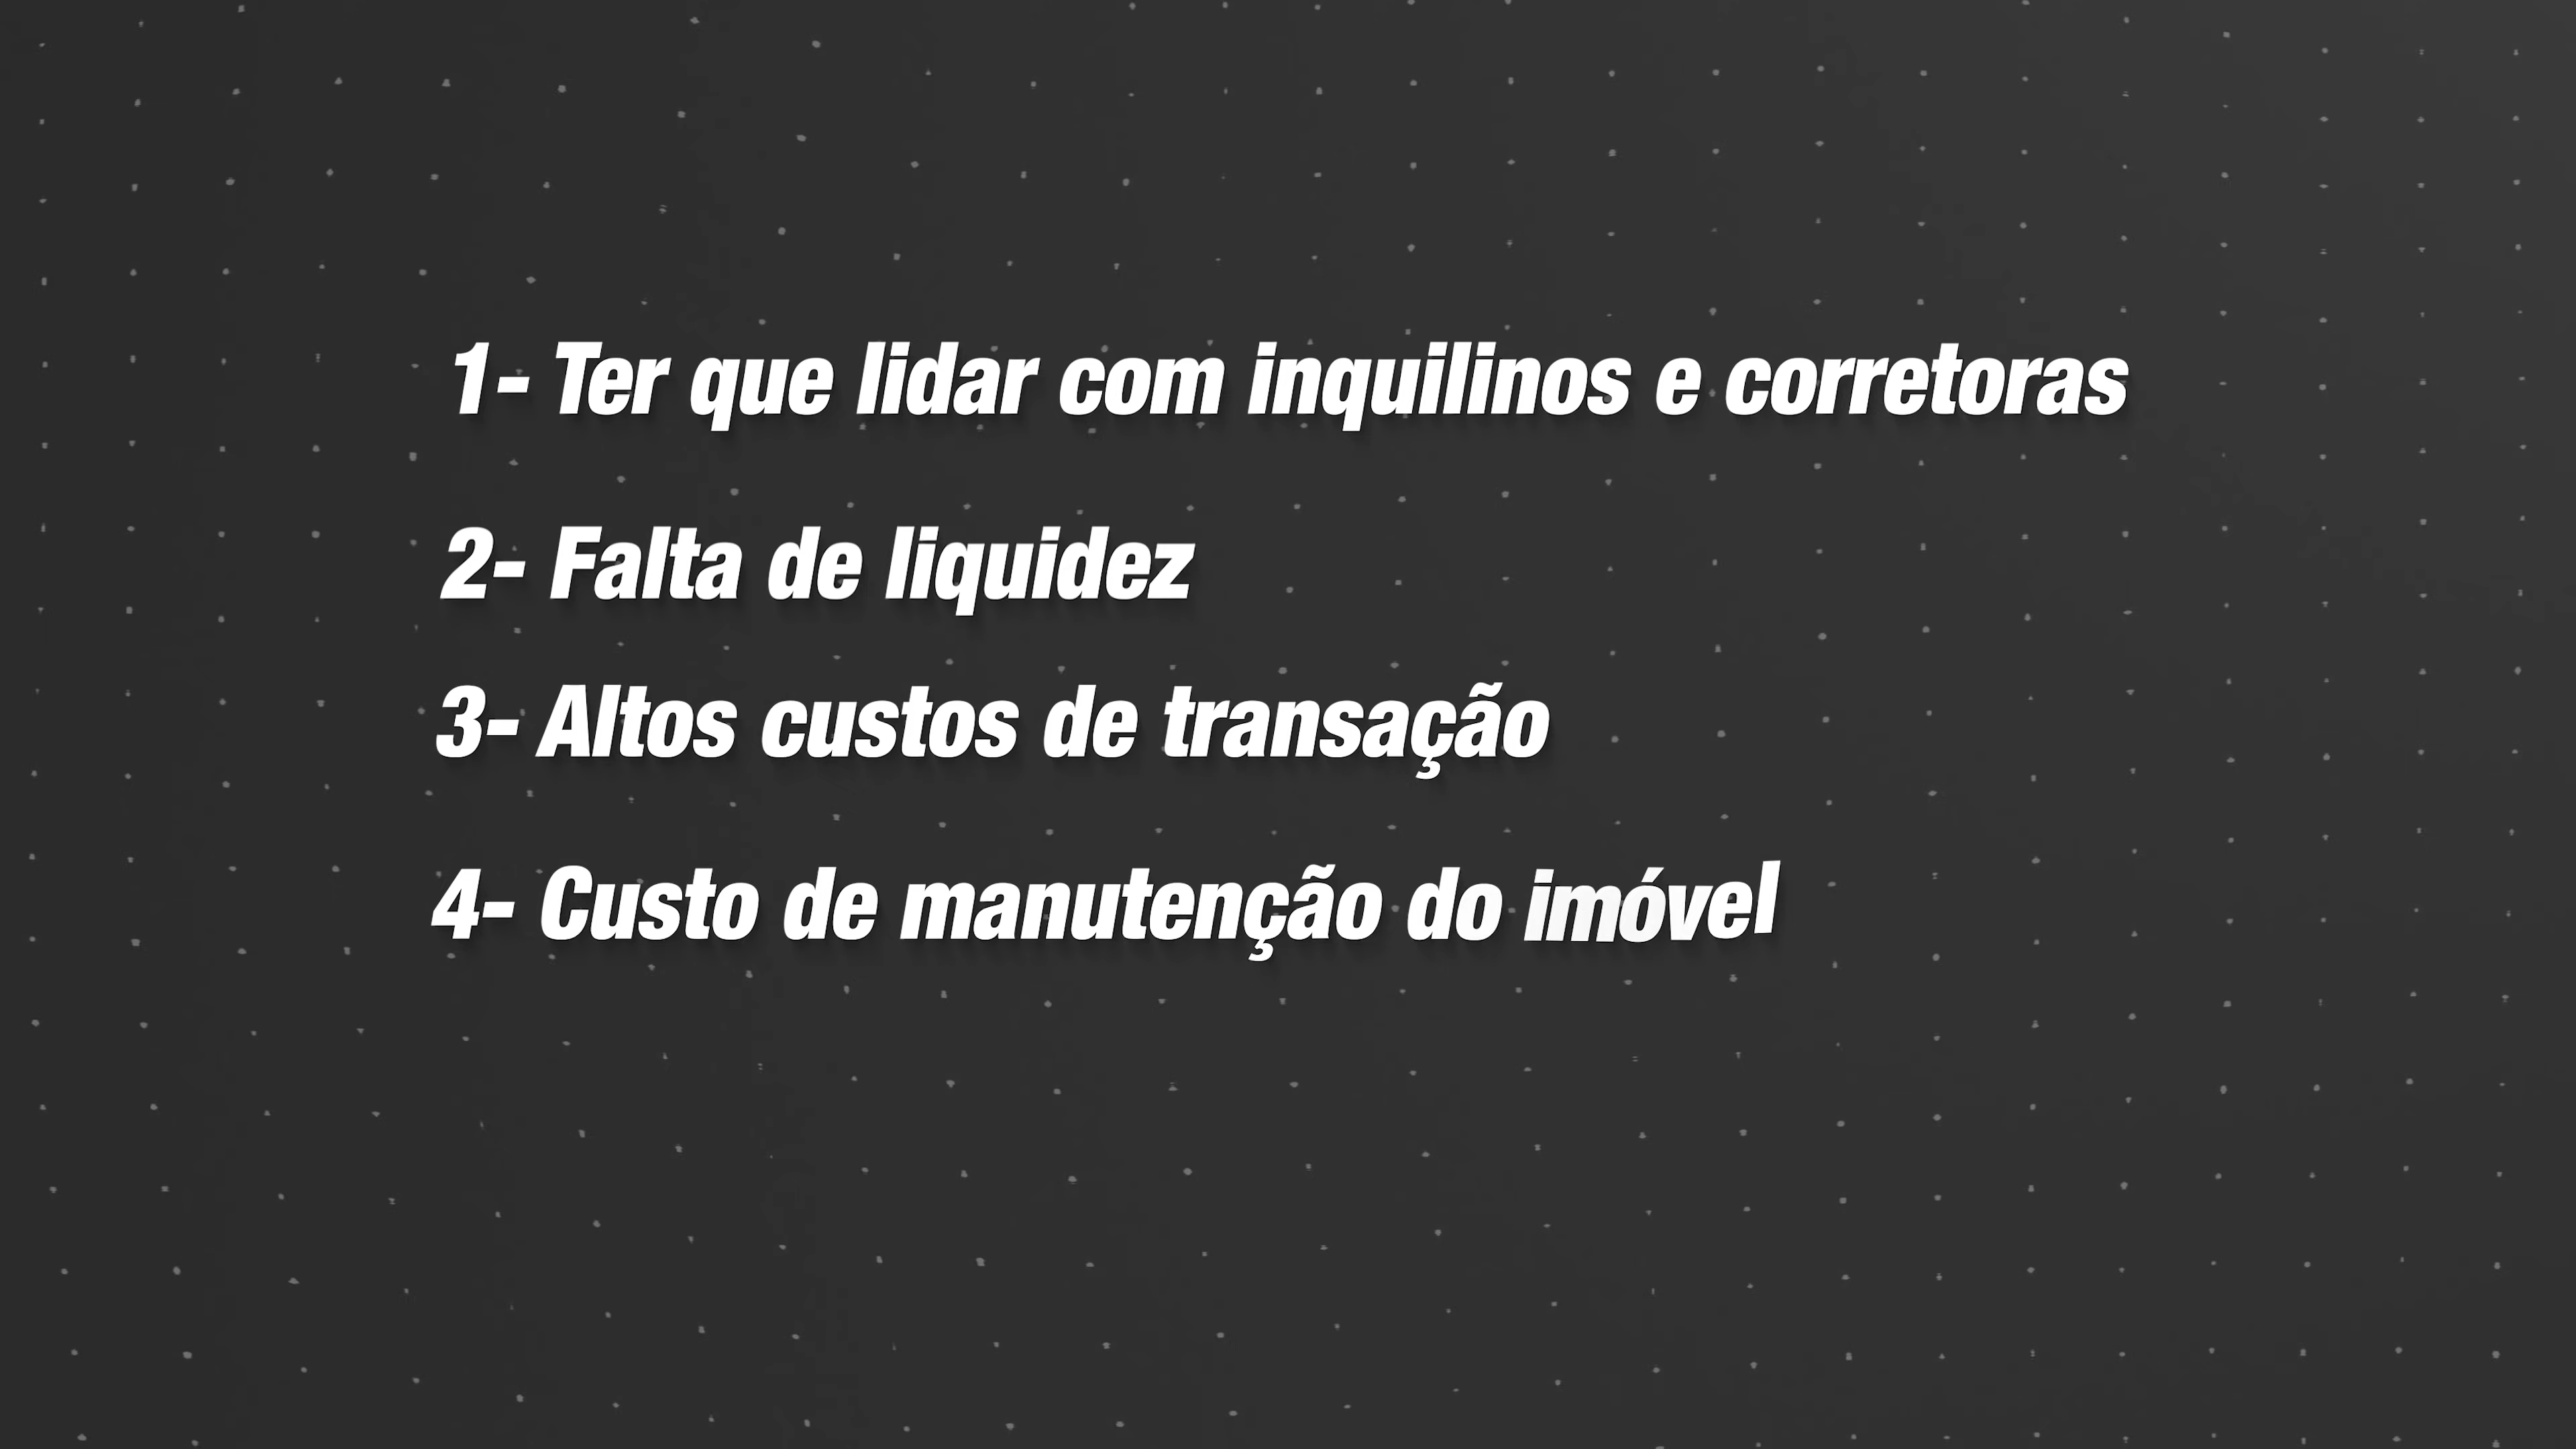 1- Ter que lidar com inquilinos e corretoras
2- Falta de liquidez
3- Altos custos de transação
4- Custo de manutenção do imóvel